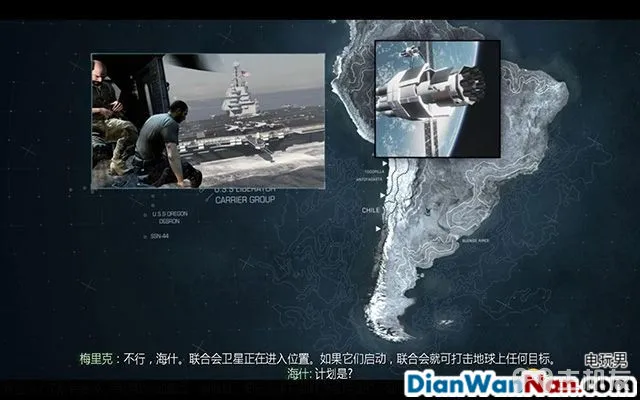 TOCOPILLA
ANTOFAGASTA
U.S.S LIBERATOR
CARRIER GROUP
U.S.S OREGON
DEBRON
SSN-44
CHILE
BUENOS AIRES
梅里克：不行，海什。联合会卫星正在进入位置。如果它们启动，联合会就可打击地球上任何目标。
海什: 计划是?
电玩男
DianWanNan.com